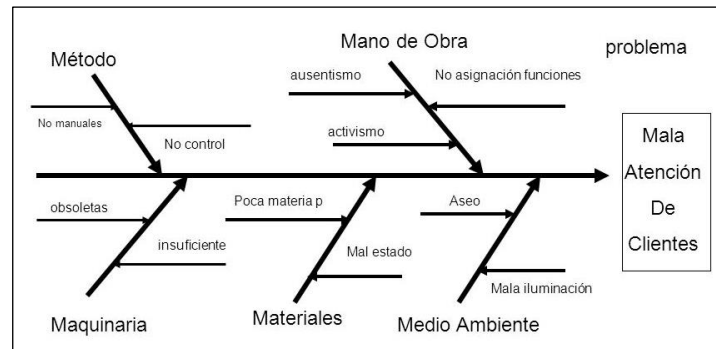 Mano de Obra
problema
Método
ausentismo
No asignación funciones
No manuales
No control
activismo
Mala
Atención
De
Clientes
obsoletas
Poca materia p
Aseo
insuficiente
Mal estado
Mala iluminación
Maquinaria
Materiales
Medio Ambiente